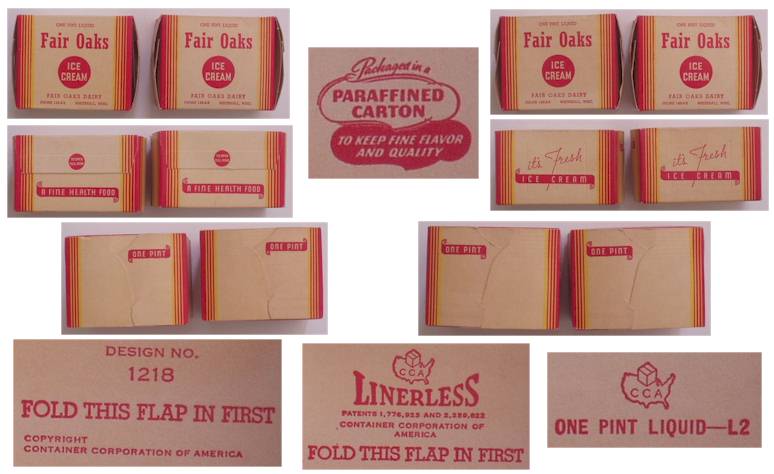 ONE PINT LIQUID
Fair Oaks
ICE
CREAM
FAIR OAKS DAIRY
ONE PINT LIQUID
Fair Oaks
ICE
CREAM
FAIR OAKS DAIRY
Packaged in a
PARAFFINED
CARTON
TO KEEP FINE FLAVOR
AND QUALITY
ONE PINT LIQUID
Fair Oaks
ICE
CREAM
FAIR OAKS DAIRY
ONE PINT LIQUID
Fair Oaks
ICE
CREAM
FAIR OAKS DAIRY
A FINE HEALTH FOOD
A FINE HEALTH FOOD
it's Fresh
ICE CREAM
it's Fresh
ICE CREAM
ONE PINT
ONE PINT
ONE PINT
ONE PINT
DESIGN NO.
1218
FOLD THIS FLAP IN FIRST
COPYRIGHT
CONTAINER CORPORATION OF AMERICA
CCA
LINERLESS
PATENTS 1,776,925 AND 2,289,822
CONTAINER CORPORATION OF
AMERICA
FOLD THIS FLAP IN FIRST
CCA
ONE PINT LIQUID—L2